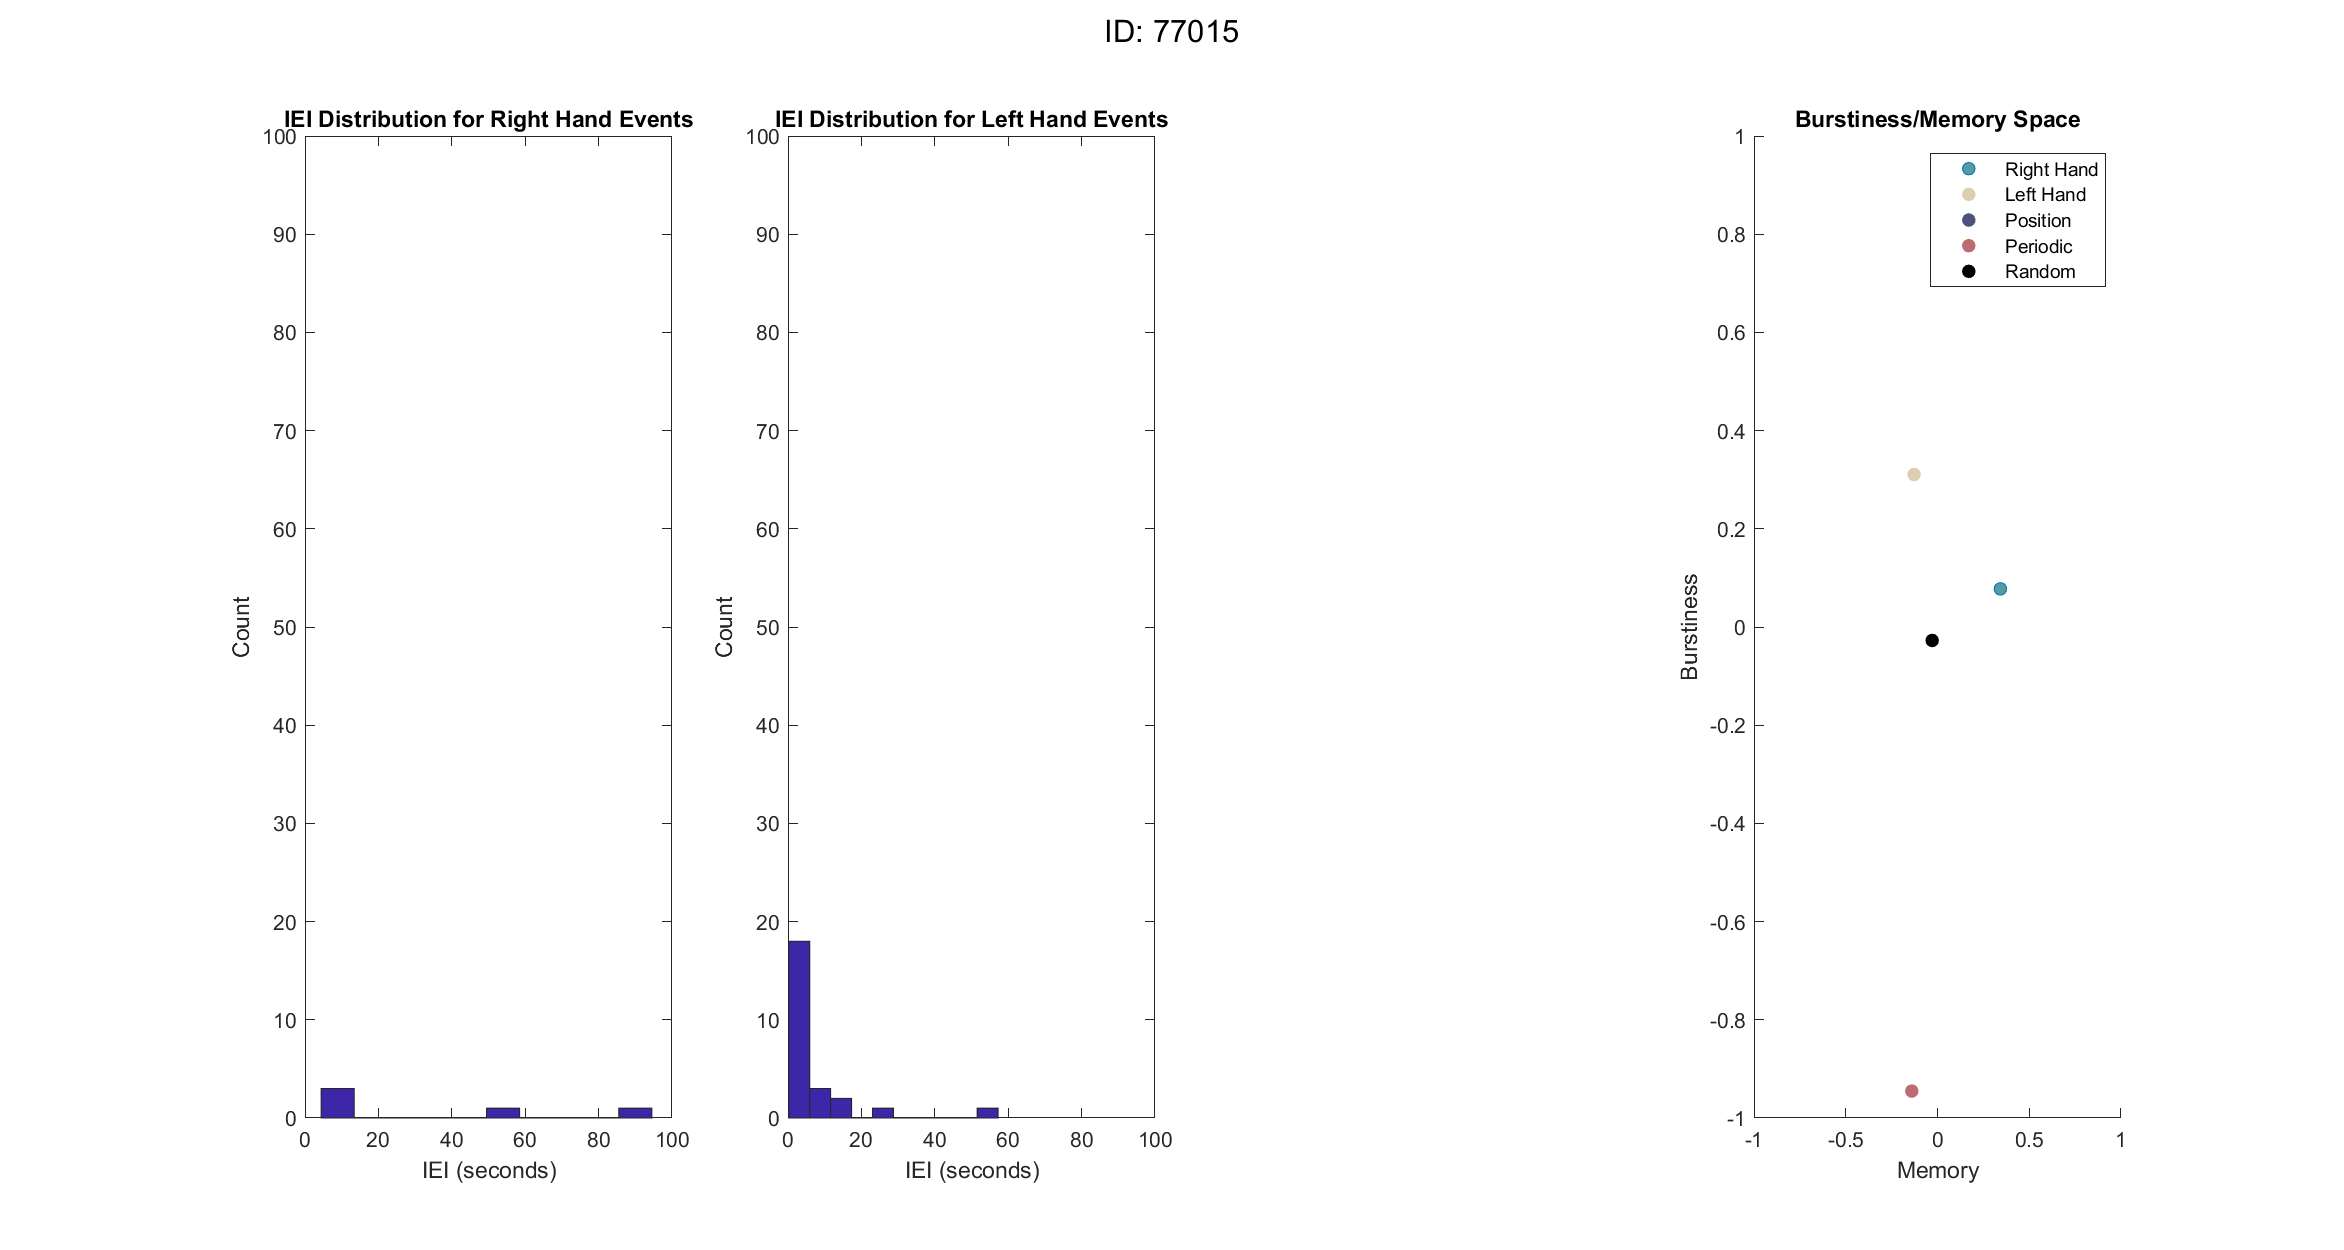 ID: 77015
IEI Distribution for Right Hand Events
100
90
80
70
60
50
40
30
20
10
0
Count
0 20 40 60 80 100
IEI (seconds)
IEI Distribution for Left Hand Events
100
90
80
70
60
50
40
30
20
10
0
Count
0 20 40 60 80 100
IEI (seconds)
Burstiness/Memory Space
1
0.8
0.6
0.4
0.2
0
-0.2
-0.4
-0.6
-0.8
-1
Burstiness
-1 -0.5 0 0.5 1
Memory
Right Hand
Left Hand
Position
Periodic
Random